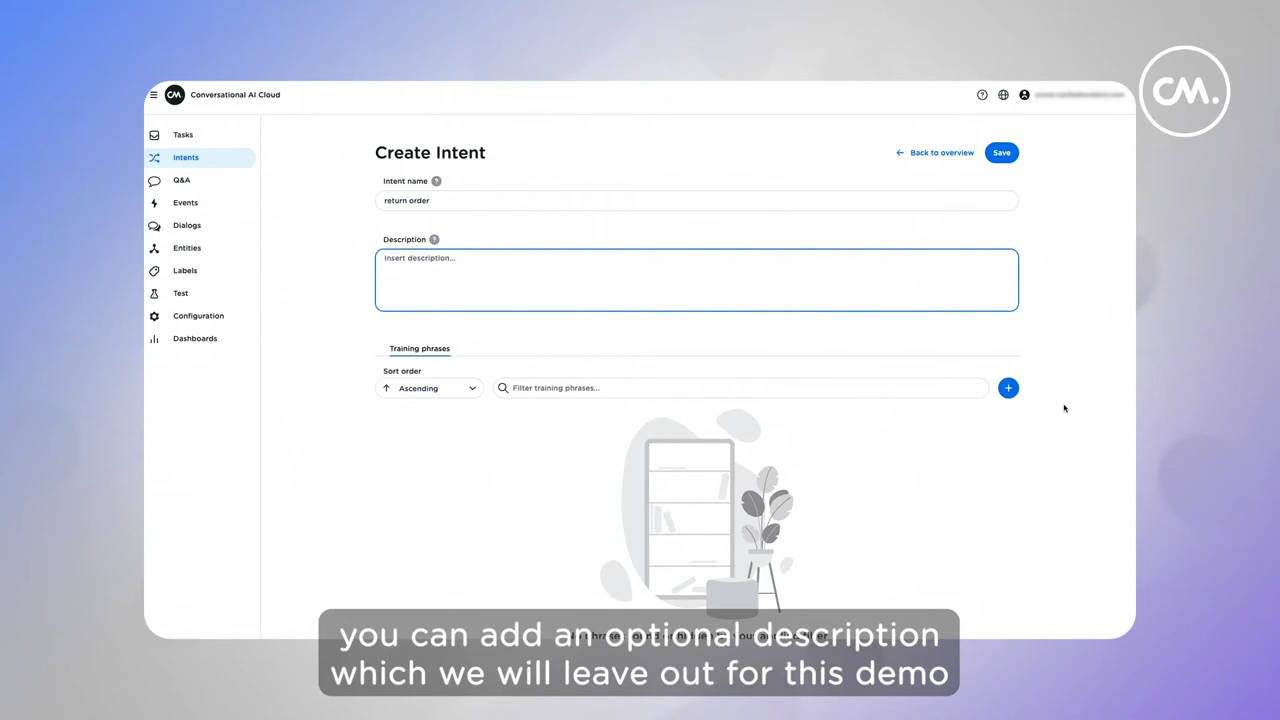 CM.
CM Conversational AI Cloud
Tasks
Intents
Q&A
Events
Dialogs
Entities
Labels
Test
Configuration
Dashboards
Create Intent
Back to overview
Save
Intent name ?
return order
Description ?
Insert description...
Training phrases
Sort order
Ascending
Filter training phrases...
you can add an optional description
which we will leave out for this demo